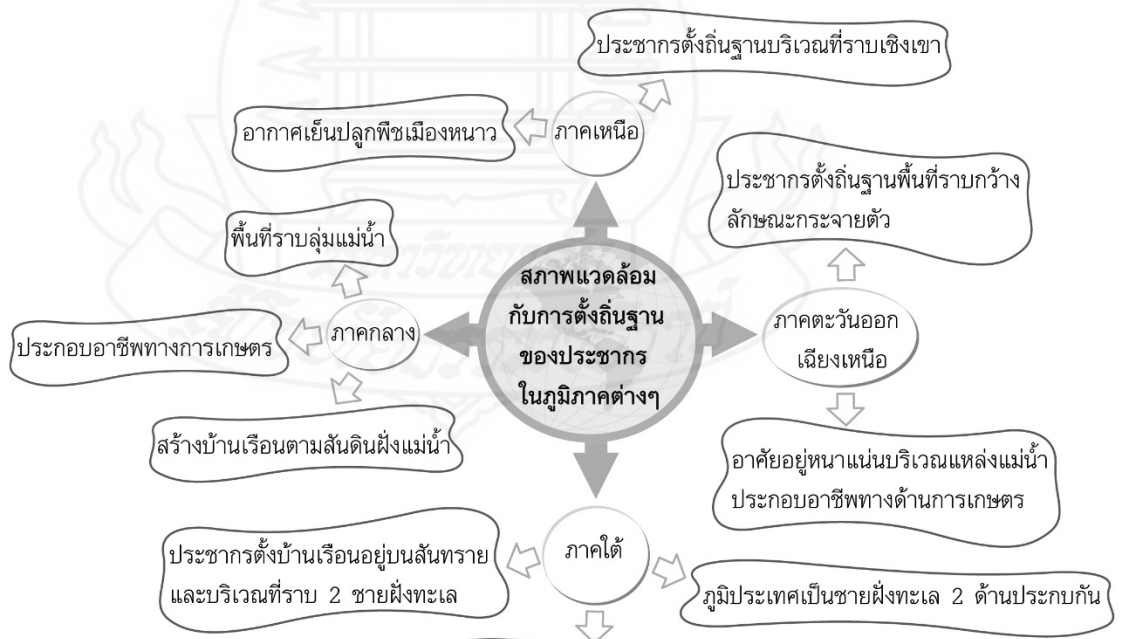 ประชากรตั้งถิ่นฐานบริเวณที่ราบเชิงเขา
อากาศเย็นปลูกพืชเมืองหนาว
ภาคเหนือ
ประชากรตั้งถิ่นฐานพื้นที่ราบกว้าง
ลักษณะกระจายตัว
พื้นที่ราบลุ่มแม่น้ำ
สภาพแวดล้อม
กับการตั้งถิ่นฐาน
ของประชากร
ในภูมิภาคต่างๆ
ภาคกลาง
ประกอบอาชีพทางการเกษตร
สร้างบ้านเรือนตามสันดินฝั่งแม่น้ำ
ภาคตะวันออก
เฉียงเหนือ
อาศัยอยู่หนาแน่นบริเวณแหล่งแม่น้ำ
ประกอบอาชีพทางด้านการเกษตร
ภาคใต้
ประชากรตั้งบ้านเรือนอยู่บนสันทราย
และบริเวณที่ราบ 2 ชายฝั่งทะเล
ภูมิประเทศเป็นชายฝั่งทะเล 2 ด้านประกบกัน